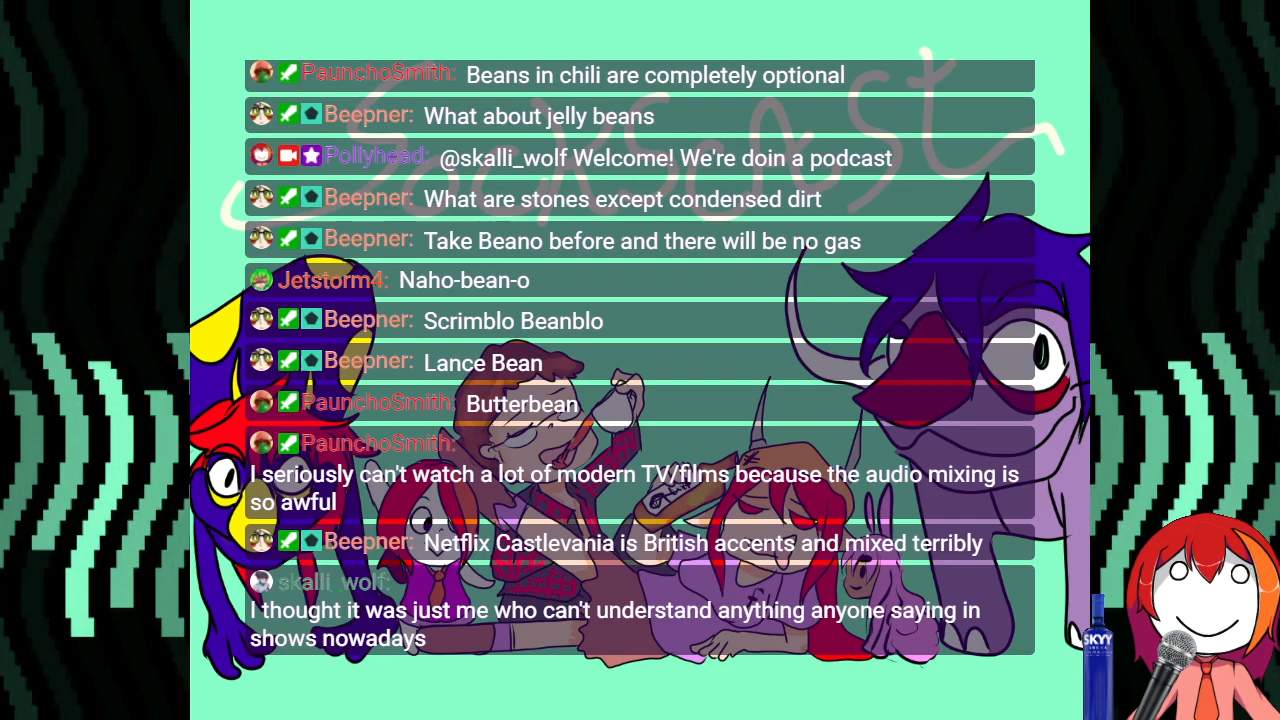 SocksCast
PaunchoSmith: Beans in chili are completely optional
Beepner: What about jelly beans
Pollyhead: @skalli_wolf Welcome! We're doin a podcast
Beepner: What are stones except condensed dirt
Beepner: Take Beano before and there will be no gas
Jetstorm4: Naho-bean-o
Beepner: Scrimblo Beanblo
Beepner: Lance Bean
PaunchoSmith: Butterbean
PaunchoSmith:
I seriously can't watch a lot of modern TV/films because the audio mixing is
so awful
Beepner: Netflix Castlevania is British accents and mixed terribly
skalli_wolf:
I thought it was just me who can't understand anything anyone saying in
shows nowadays
SKYY